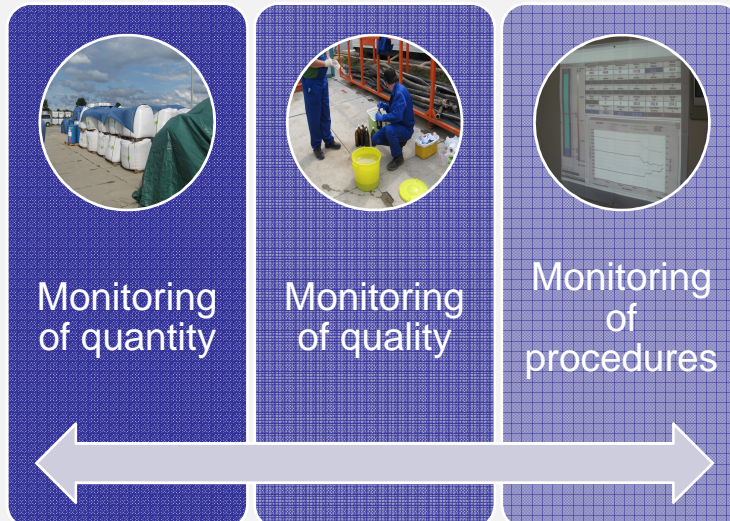 Monitoring
of quantity
Monitoring
of quality
Monitoring
of
procedures